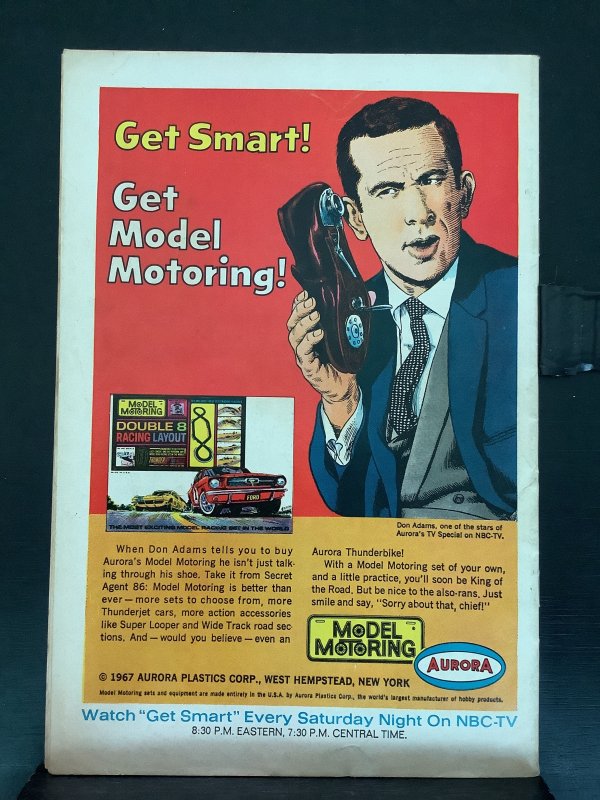 Get Smart!
Get
Model
Motoring!
MODEL
MOTORING
DOUBLE 8
RACING LAYOUT
FORD
THE MOST EXCITING MODEL RACING SET IN THE WORLD
Don Adams, one of the stars of
Aurora's TV Special on NBC-TV.
When Don Adams tells you to buy
Aurora's Model Motoring he isn't just talk-
ing through his shoe. Take it from Secret
Agent 86: Model Motoring is better than
ever—more sets to choose from, more
Thunderjet cars, more action accessories
like Super Looper and Wide Track road sec-
tions. And—would you believe—even an
Aurora Thunderbike!
With a Model Motoring set of your own,
and a little practice, you'll soon be King of
the Road. But be nice to the also-rans. Just
smile and say, "Sorry about that, chief!"
MODEL
MOTORING
AURORA
© 1967 AURORA PLASTICS CORP., WEST HEMPSTEAD, NEW YORK
Model Motoring sets and equipment are made entirely in the U.S.A. by Aurora Plastics Corp., the world's largest manufacturer of hobby products.
Watch "Get Smart" Every Saturday Night On NBC-TV
8:30 P.M. EASTERN, 7:30 P.M. CENTRAL TIME.